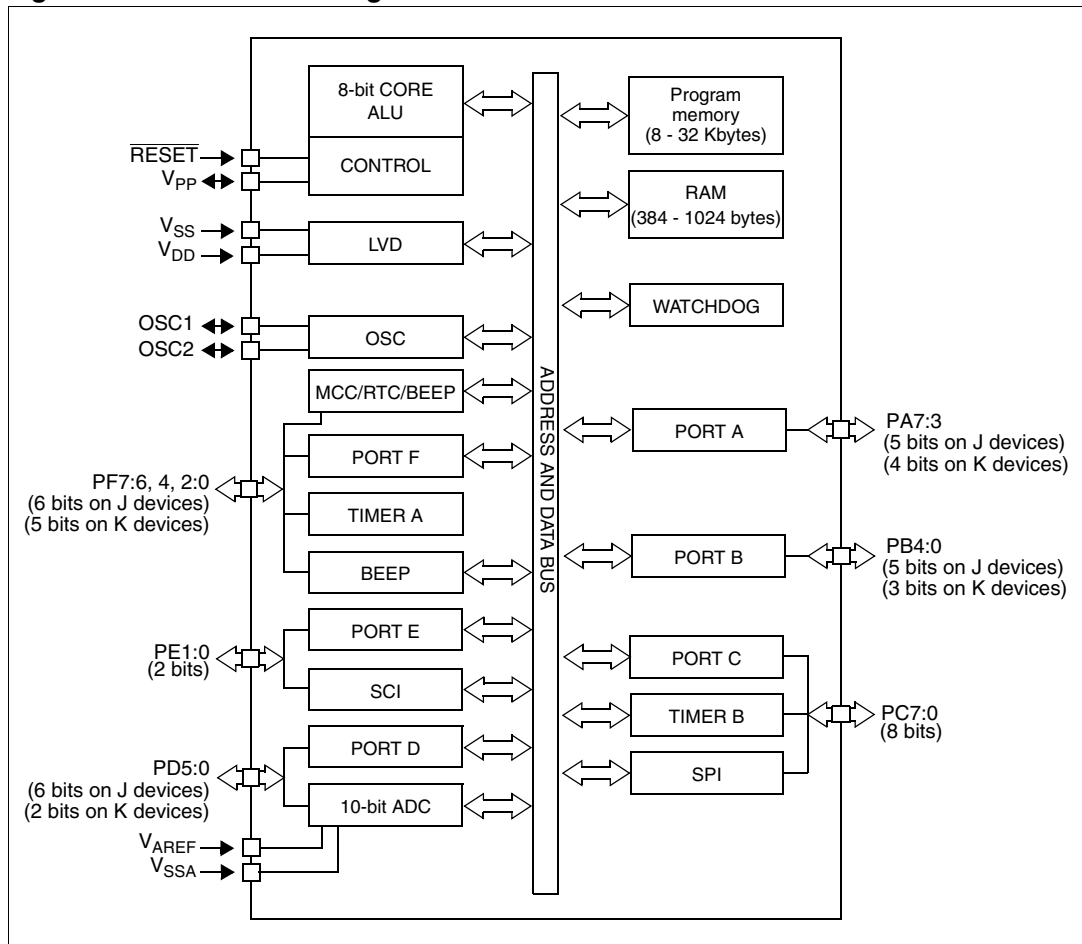 8-bit CORE
ALU
CONTROL
RESET
VPP
VSS
VDD
LVD
OSC1
OSC2
OSC
MCC/RTC/BEEP
PORT F
PF7:6, 4, 2:0
(6 bits on J devices)
(5 bits on K devices)
TIMER A
BEEP
PORT E
PE1:0
(2 bits)
SCI
PORT D
PD5:0
(6 bits on J devices)
(2 bits on K devices)
10-bit ADC
VAREF
VSSA
ADDRESS AND DATA BUS
Program
memory
(8 - 32 Kbytes)
RAM
(384 - 1024 bytes)
WATCHDOG
PORT A
PA7:3
(5 bits on J devices)
(4 bits on K devices)
PORT B
PB4:0
(5 bits on J devices)
(3 bits on K devices)
PORT C
TIMER B
PC7:0
(8 bits)
SPI